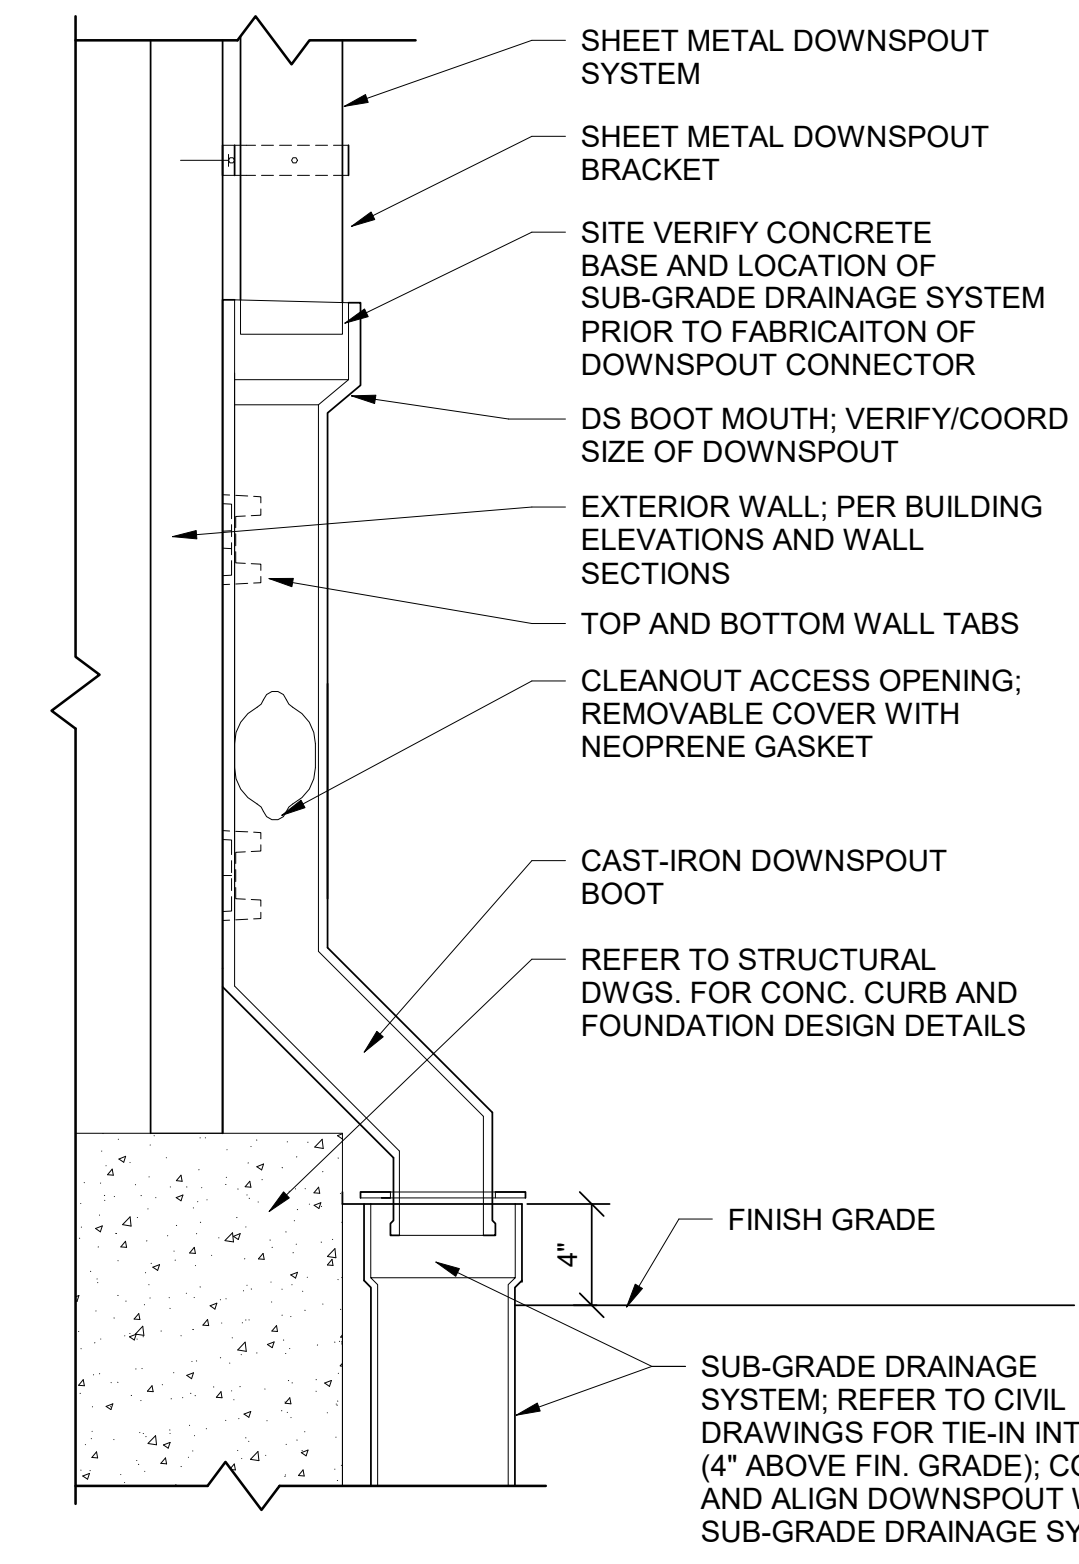 SHEET METAL DOWNSPOUT
SYSTEM
SHEET METAL DOWNSPOUT
BRACKET
SITE VERIFY CONCRETE
BASE AND LOCATION OF
SUB-GRADE DRAINAGE SYSTEM
PRIOR TO FABRICAITON OF
DOWNSPOUT CONNECTOR
DS BOOT MOUTH; VERIFY/COORD
SIZE OF DOWNSPOUT
EXTERIOR WALL; PER BUILDING
ELEVATIONS AND WALL
SECTIONS
TOP AND BOTTOM WALL TABS
CLEANOUT ACCESS OPENING;
REMOVABLE COVER WITH
NEOPRENE GASKET
CAST-IRON DOWNSPOUT
BOOT
REFER TO STRUCTURAL
DWGS. FOR CONC. CURB AND
FOUNDATION DESIGN DETAILS
FINISH GRADE
4"
SUB-GRADE DRAINAGE
SYSTEM; REFER TO CIVIL
DRAWINGS FOR TIE-IN
(4" ABOVE FIN. GRADE);
AND ALIGN DOWNSPOUT
SUB-GRADE DRAINAGE